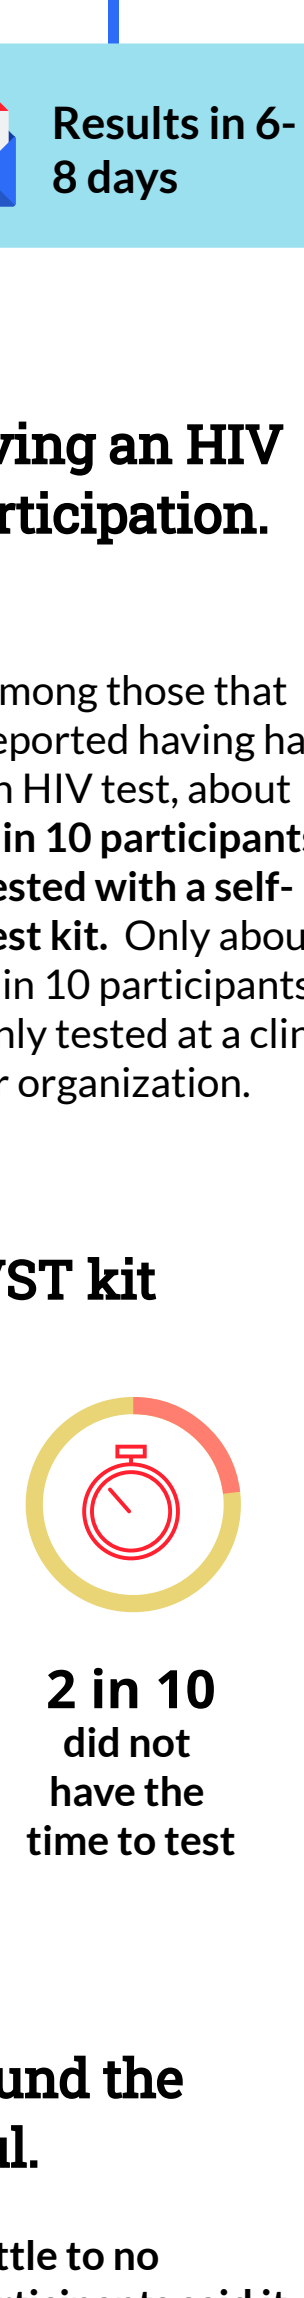 Results in 6-
8 days
ving an HIV
rticipation.
mong those that
eported having ha
n HIV test, about
in 10 participants
ested with a self-
est kit. Only abou
in 10 participants
nly tested at a clin
r organization.
ST kit
2 in 10
did not
have the
time to test
und the
ul.
ttle to no